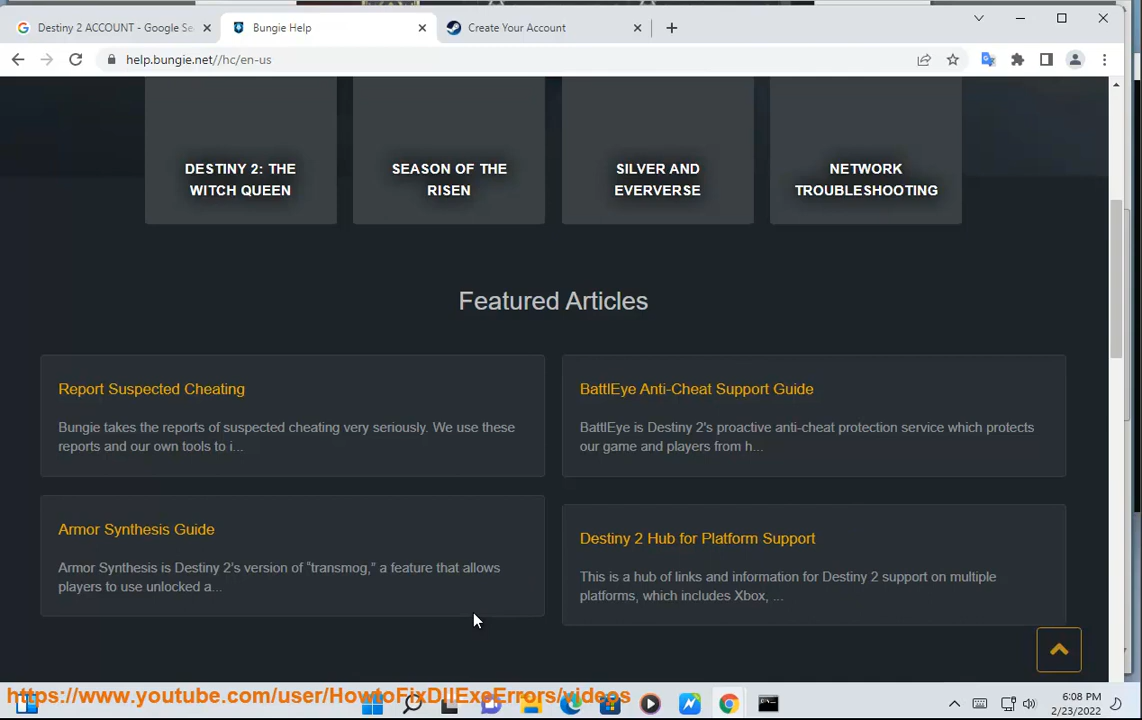 Destiny 2 ACCOUNT - Google Se
Bungie Help
Create Your Account
help.bungie.net//hc/en-us
DESTINY 2: THE
WITCH QUEEN
SEASON OF THE
RISEN
SILVER AND
EVERVERSE
NETWORK
TROUBLESHOOTING
Featured Articles
Report Suspected Cheating
Bungie takes the reports of suspected cheating very seriously. We use these
reports and our own tools to i...
BattlEye Anti-Cheat Support Guide
BattlEye is Destiny 2's proactive anti-cheat protection service which protects
our game and players from h...
Armor Synthesis Guide
Armor Synthesis is Destiny 2's version of “transmog,” a feature that allows
players to use unlocked a...
Destiny 2 Hub for Platform Support
This is a hub of links and information for Destiny 2 support on multiple
platforms, which includes Xbox, ...
https://www.youtube.com/user/HowtoFixDllExeErrors/videos
6:08 PM
2/23/2022